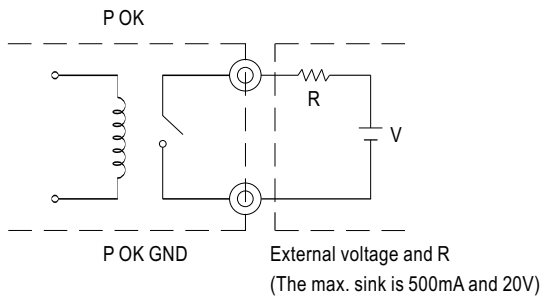 P OK
R
V
P OK GND
External voltage and R
(The max. sink is 500mA and 20V)